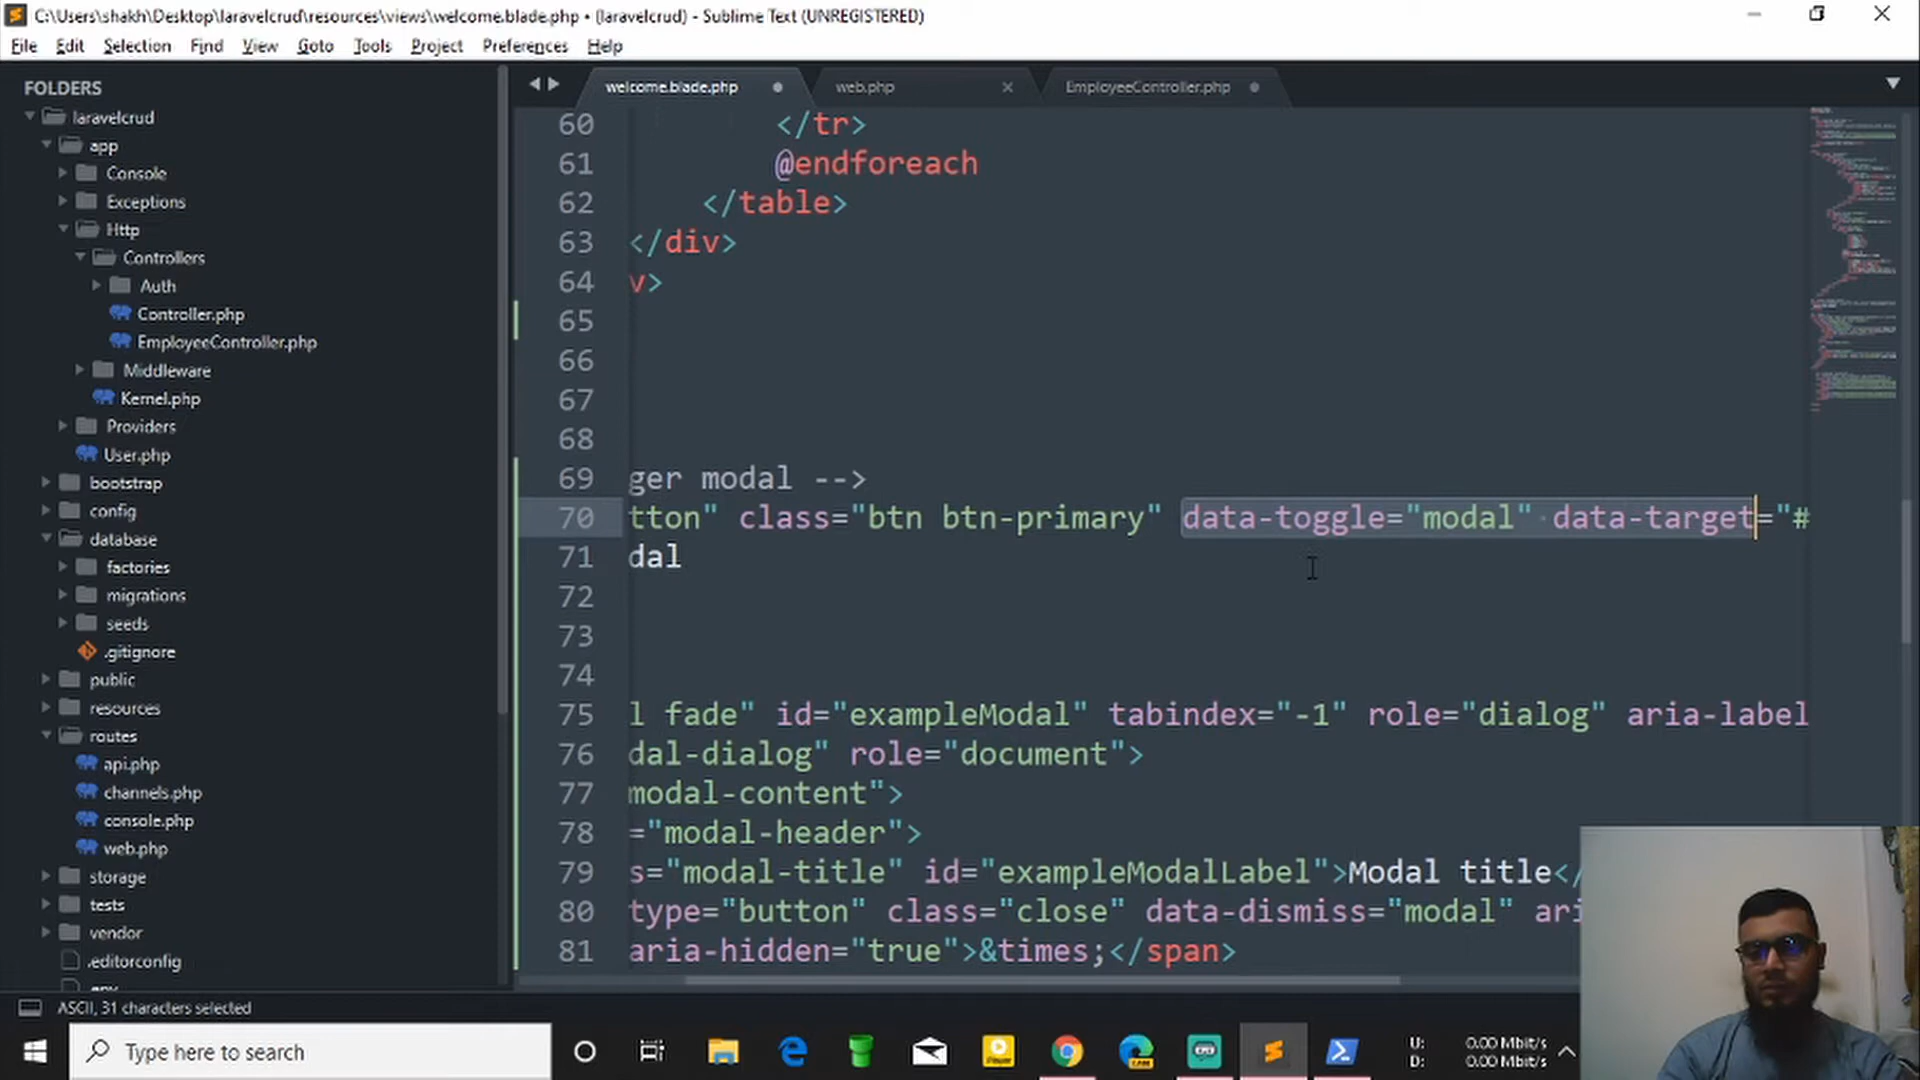 C:\Users\shakh\Desktop\laravelcrud\resources\views\welcome.blade.php • (laravelcrud) - Sublime Text (UNREGISTERED)
File Edit Selection Find View Goto Tools Project Preferences Help
FOLDERS
laravelcrud
app
Console
Exceptions
Http
Controllers
Auth
Controller.php
EmployeeController.php
Middleware
Kernel.php
Providers
User.php
bootstrap
config
database
factories
migrations
seeds
.gitignore
public
resources
routes
api.php
channels.php
console.php
web.php
storage
tests
vendor
.editorconfig
welcome.blade.php web.php EmployeeController.php
60 </tr>
61 @endforeach
62 </table>
63 </div>
64 v>
65
66
67
68
69 ger modal -->
70 tton" class="btn btn-primary" data-toggle="modal" data-target="#
71 dal
72
73
74
75 l fade" id="exampleModal" tabindex="-1" role="dialog" aria-label
76 dal-dialog" role="document">
77 modal-content">
78 ="modal-header">
79 s="modal-title" id="exampleModalLabel">Modal title</
80 type="button" class="close" data-dismiss="modal" ari
81 aria-hidden="true">&times;</span>
ASCII, 31 characters selected
Type here to search
U: 0.00 Mbit/s
D: 0.00 Mbit/s